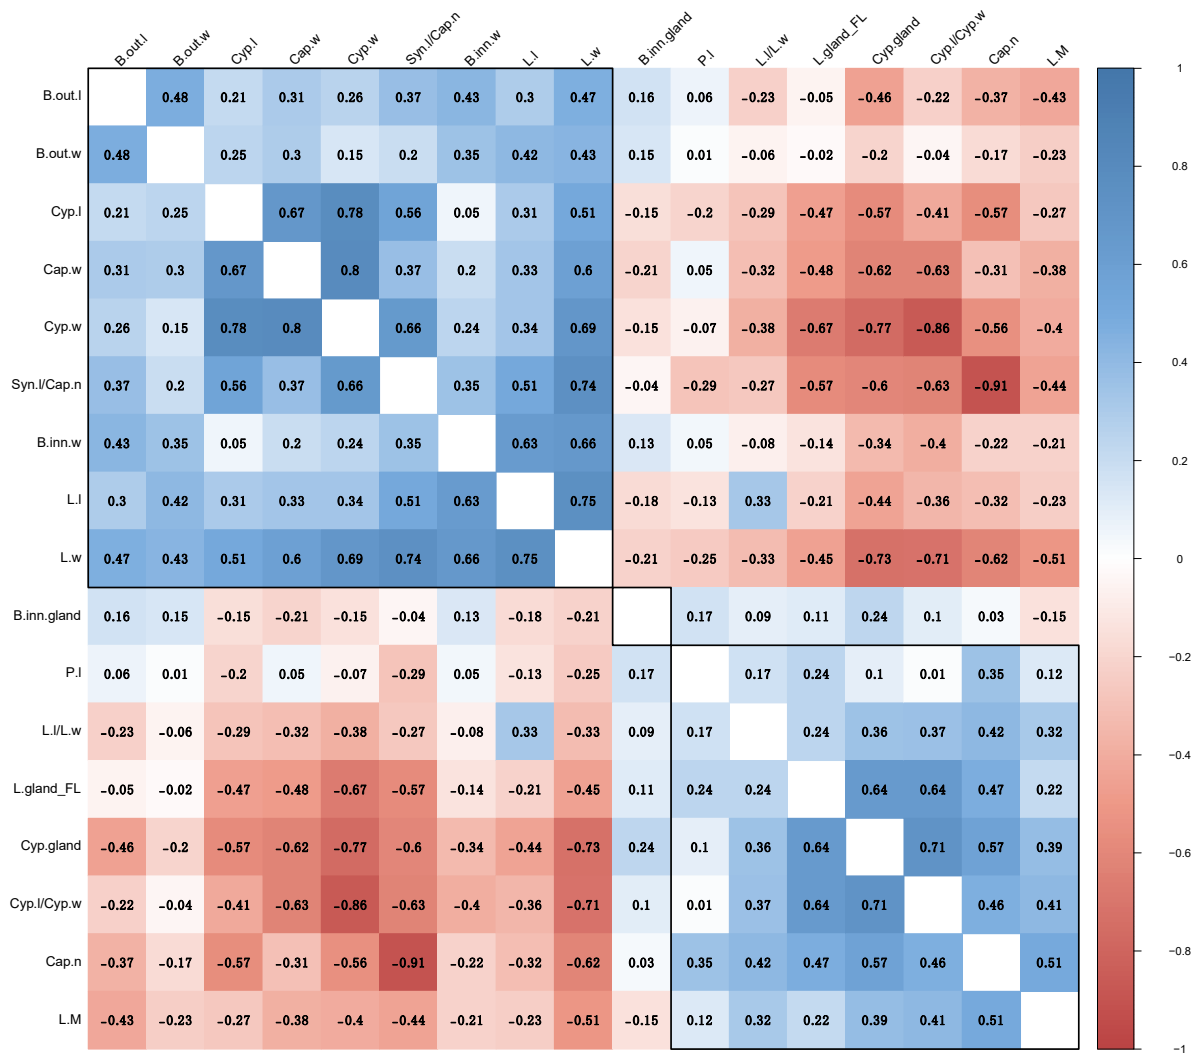 B.out.l B.out.w Cyp.l Cap.w Cyp.w Syn.l/Cap.n B.inn.w L.l L.w B.inn.gland P.l L.l/L.w L.gland_FL Cyp.gland Cyp.l/Cyp.w Cap.n L.M
B.out.l 0.48 0.21 0.31 0.26 0.37 0.43 0.3 0.47 0.16 0.06 −0.23 −0.05 −0.46 −0.22 −0.37 −0.43
B.out.w 0.48 0.25 0.3 0.15 0.2 0.35 0.42 0.43 0.15 0.01 −0.06 −0.02 −0.2 −0.04 −0.17 −0.23
Cyp.l 0.21 0.25 0.67 0.78 0.56 0.05 0.31 0.51 −0.15 −0.2 −0.29 −0.47 −0.57 −0.41 −0.57 −0.27
Cap.w 0.31 0.3 0.67 0.8 0.37 0.2 0.33 0.6 −0.21 0.05 −0.32 −0.48 −0.62 −0.63 −0.31 −0.38
Cyp.w 0.26 0.15 0.78 0.8 0.66 0.24 0.34 0.69 −0.15 −0.07 −0.38 −0.67 −0.77 −0.86 −0.56 −0.4
Syn.l/Cap.n 0.37 0.2 0.56 0.37 0.66 0.35 0.51 0.74 −0.04 −0.29 −0.27 −0.57 −0.6 −0.63 −0.91 −0.44
B.inn.w 0.43 0.35 0.05 0.2 0.24 0.35 0.63 0.66 0.13 0.05 −0.08 −0.14 −0.34 −0.4 −0.22 −0.21
L.l 0.3 0.42 0.31 0.33 0.34 0.51 0.63 0.75 −0.18 −0.13 0.33 −0.21 −0.44 −0.36 −0.32 −0.23
L.w 0.47 0.43 0.51 0.6 0.69 0.74 0.66 0.75 −0.21 −0.25 −0.33 −0.45 −0.73 −0.71 −0.62 −0.51
B.inn.gland 0.16 0.15 −0.15 −0.21 −0.15 −0.04 0.13 −0.18 −0.21 0.17 0.09 0.11 0.24 0.1 0.03 −0.15
P.l 0.06 0.01 −0.2 0.05 −0.07 −0.29 0.05 −0.13 −0.25 0.17 0.17 0.24 0.1 0.01 0.35 0.12
L.l/L.w −0.23 −0.06 −0.29 −0.32 −0.38 −0.27 −0.08 0.33 −0.33 0.09 0.17 0.24 0.36 0.37 0.42 0.32
L.gland_FL −0.05 −0.02 −0.47 −0.48 −0.67 −0.57 −0.14 −0.21 −0.45 0.11 0.24 0.24 0.64 0.64 0.47 0.22
Cyp.gland −0.46 −0.2 −0.57 −0.62 −0.77 −0.6 −0.34 −0.44 −0.73 0.24 0.1 0.36 0.64 0.71 0.57 0.39
Cyp.l/Cyp.w −0.22 −0.04 −0.41 −0.63 −0.86 −0.63 −0.4 −0.36 −0.71 0.1 0.01 0.37 0.64 0.71 0.46 0.41
Cap.n −0.37 −0.17 −0.57 −0.31 −0.56 −0.91 −0.22 −0.32 −0.62 0.03 0.35 0.42 0.47 0.57 0.46 0.51
L.M −0.43 −0.23 −0.27 −0.38 −0.4 −0.44 −0.21 −0.23 −0.51 −0.15 0.12 0.32 0.22 0.39 0.41 0.51
1
0.8
0.6
0.4
0.2
0
−0.2
−0.4
−0.6
−0.8
−1